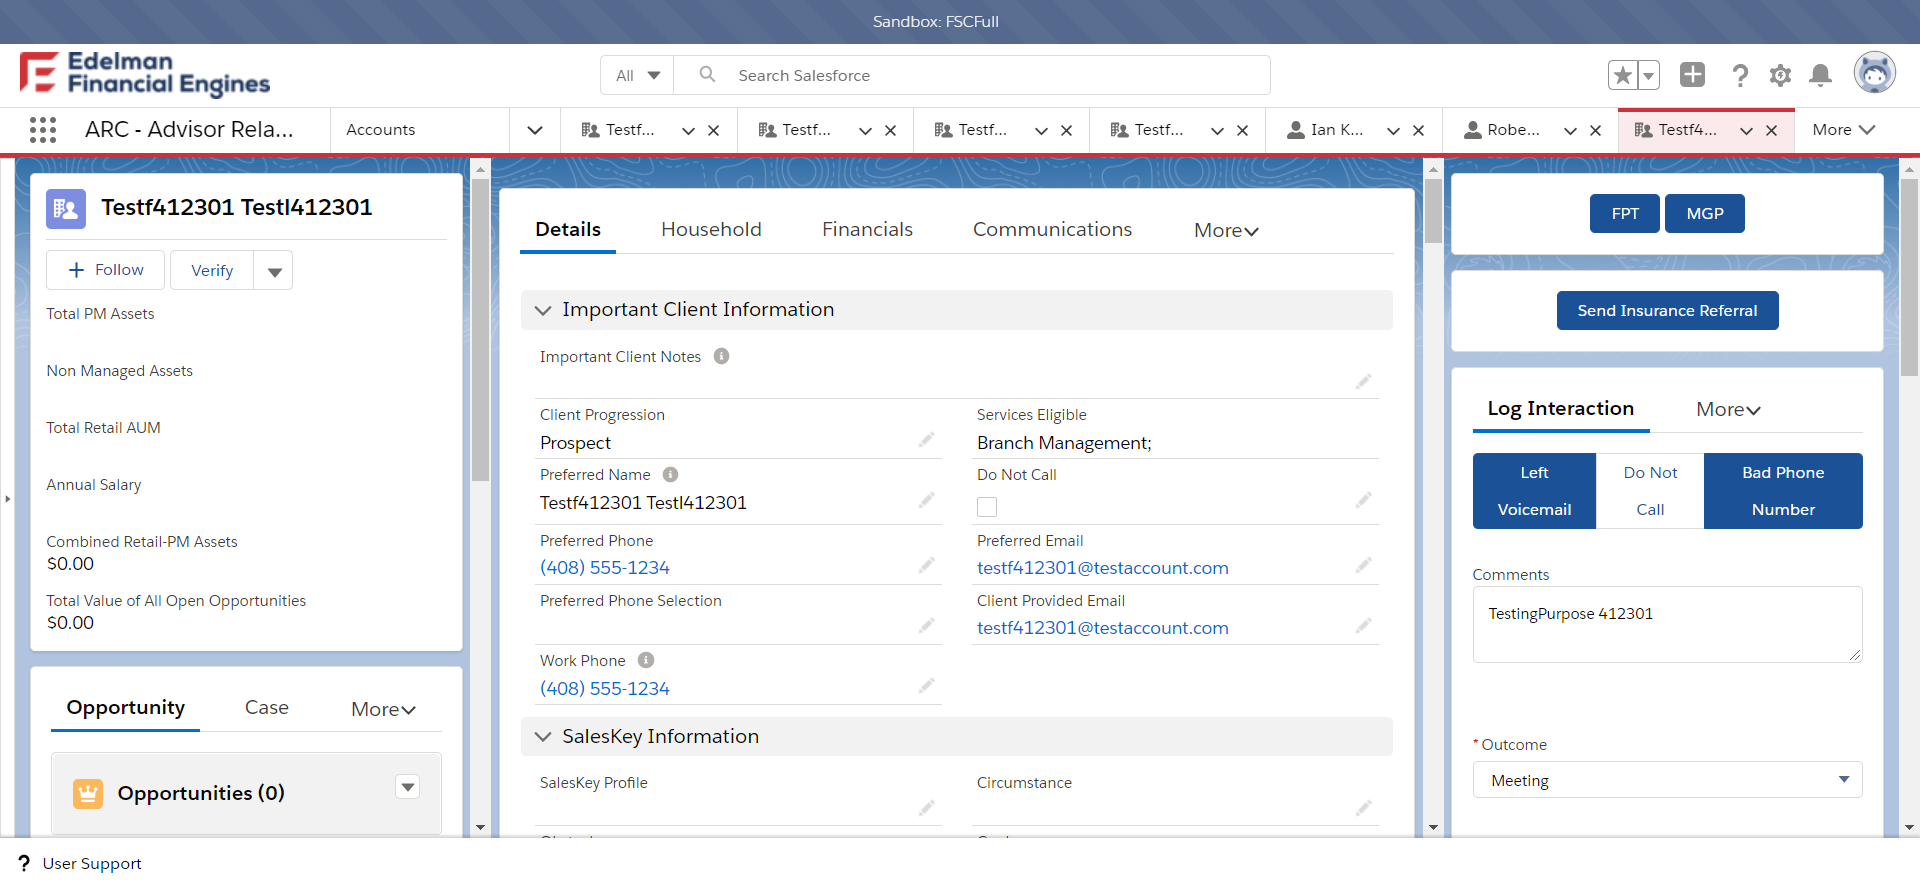 Sandbox: FSCFull
Edelman
Financial Engines
All
Search Salesforce
ARC - Advisor Rela...
Accounts
Testf...
Testf...
Testf...
Testf...
Ian K...
Robe...
Testf4...
More
Testf412301 Testl412301
Follow
Verify
Total PM Assets
Non Managed Assets
Total Retail AUM
Annual Salary
Combined Retail-PM Assets
$0.00
Total Value of All Open Opportunities
$0.00
Opportunity
Case
More
Opportunities (0)
Details
Household
Financials
Communications
More
Important Client Information
Important Client Notes
Client Progression
Prospect
Services Eligible
Branch Management;
Preferred Name
Testf412301 Testl412301
Do Not Call
Preferred Phone
(408) 555-1234
Preferred Email
testf412301@testaccount.com
Preferred Phone Selection
Client Provided Email
testf412301@testaccount.com
Work Phone
(408) 555-1234
SalesKey Information
SalesKey Profile
Circumstance
FPT
MGP
Send Insurance Referral
Log Interaction
More
Left
Voicemail
Do Not
Call
Bad Phone
Number
Comments
TestingPurpose 412301
* Outcome
Meeting
? User Support